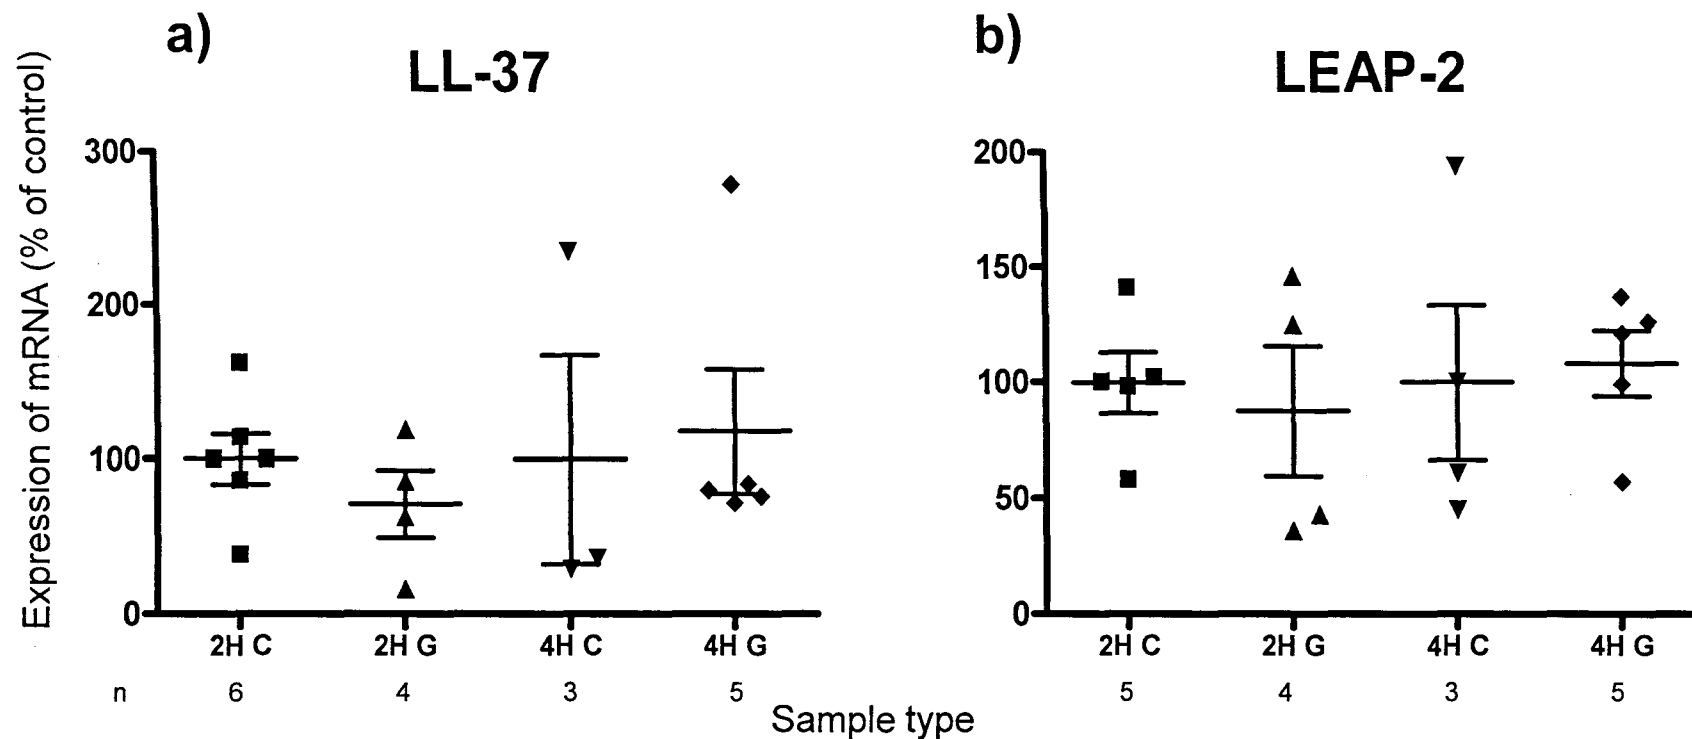 a)
LL-37
b)
LEAP-2
Expression of mRNA (% of control)
300
200
100
0
200
150
100
50
0
2H C 2H G 4H C 4H G
2H C 2H G 4H C 4H G
n 6 4 3 5
5 4 3 5
Sample type